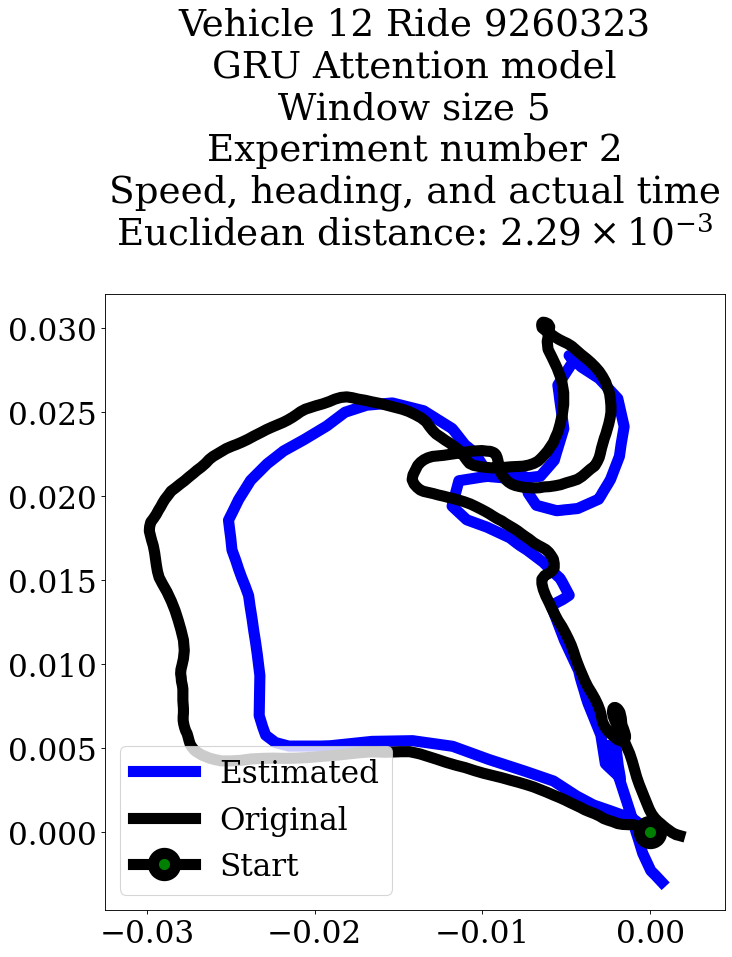 Vehicle 12 Ride 9260323
GRU Attention model
Window size 5
Experiment number 2
Speed, heading, and actual time
Euclidean distance: 2.29 × 10⁻³
0.030
0.025
0.020
0.015
0.010
0.005
0.000
Estimated
Original
Start
−0.03
−0.02
−0.01
0.00